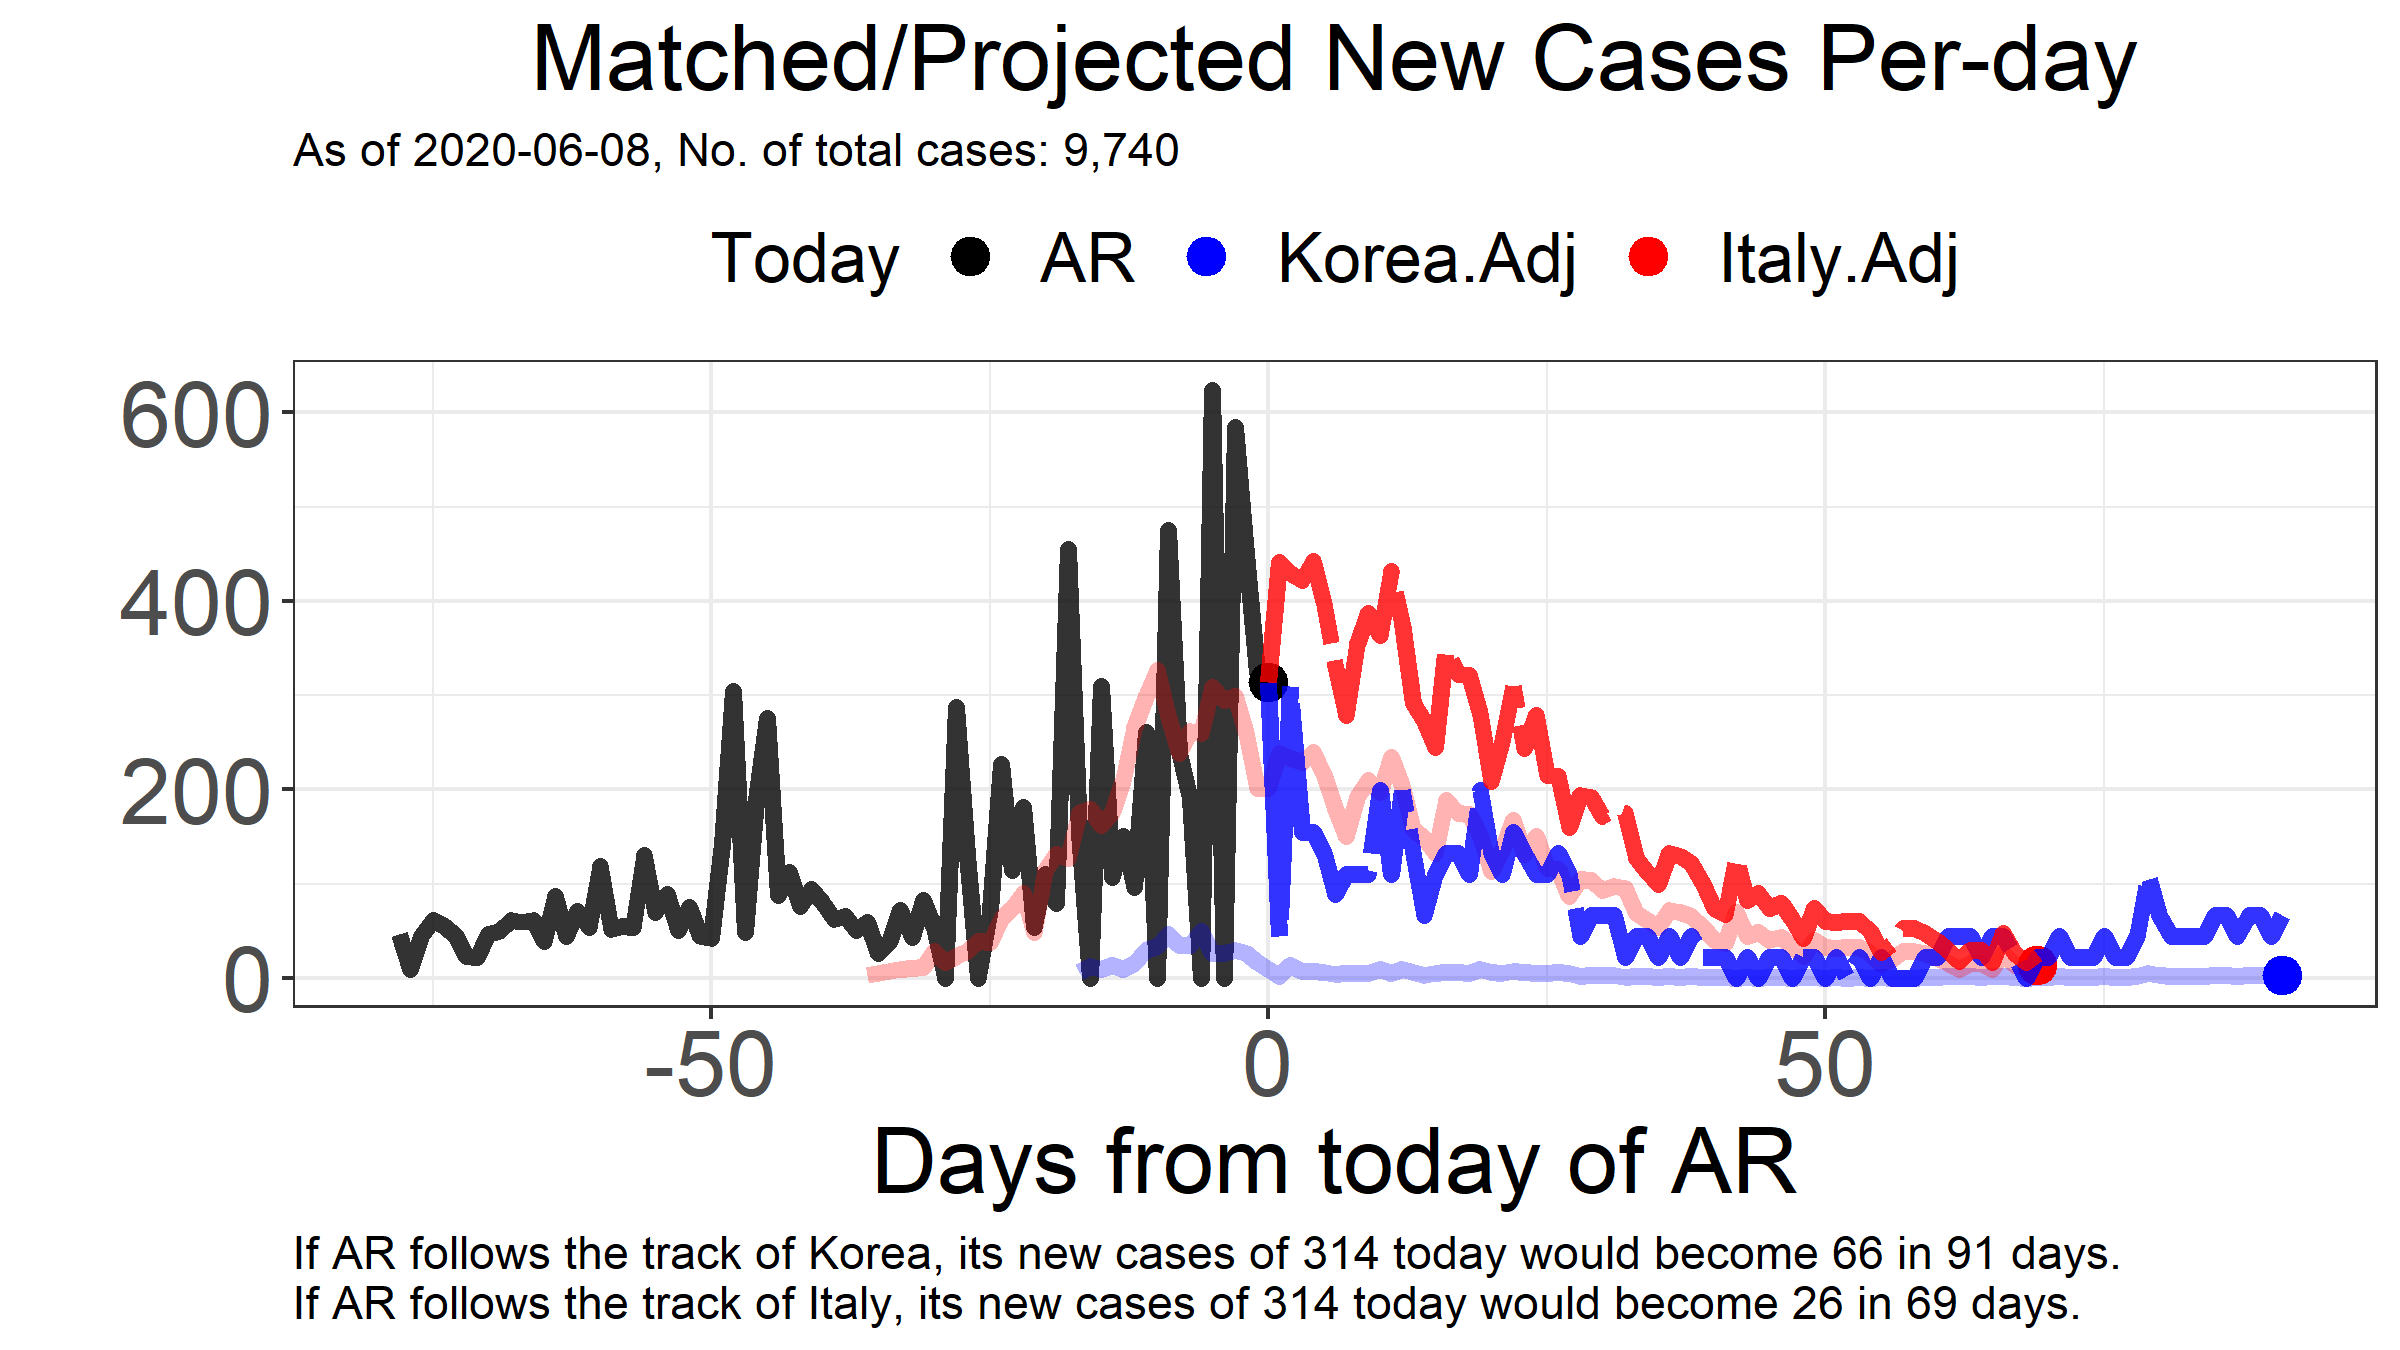 Matched/Projected New Cases Per-day
As of 2020-06-08, No. of total cases: 9,740
Today AR Korea.Adj Italy.Adj
600
400
200
0
-50 0 50
Days from today of AR
If AR follows the track of Korea, its new cases of 314 today would become 66 in 91 days.
If AR follows the track of Italy, its new cases of 314 today would become 26 in 69 days.